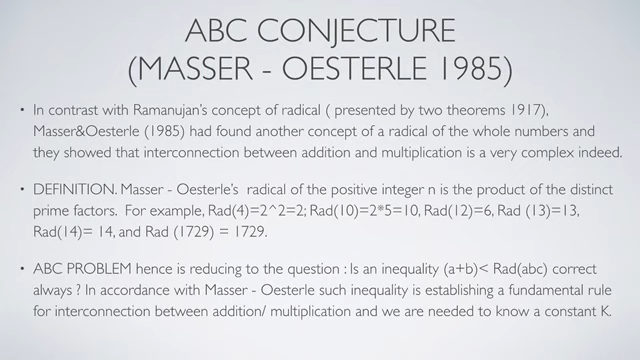 ABC CONJECTURE
(MASSER - OESTERLE 1985)
• In contrast with Ramanujan's concept of radical ( presented by two theorems 1917),
Masser&Oesterle (1985) had found another concept of a radical of the whole numbers and
they showed that interconnection between addition and multiplication is a very complex indeed.
• DEFINITION. Masser - Oesterle's radical of the positive integer n is the product of the distinct
prime factors. For example, Rad(4)=2^2=2; Rad(10)=2*5=10, Rad(12)=6, Rad (13)=13,
Rad(14)= 14, and Rad (1729) = 1729.
• ABC PROBLEM hence is reducing to the question : Is an inequality (a+b)< Rad(abc) correct
always ? In accordance with Masser - Oesterle such inequality is establishing a fundamental rule
for interconnection between addition/ multiplication and we are needed to know a constant K.